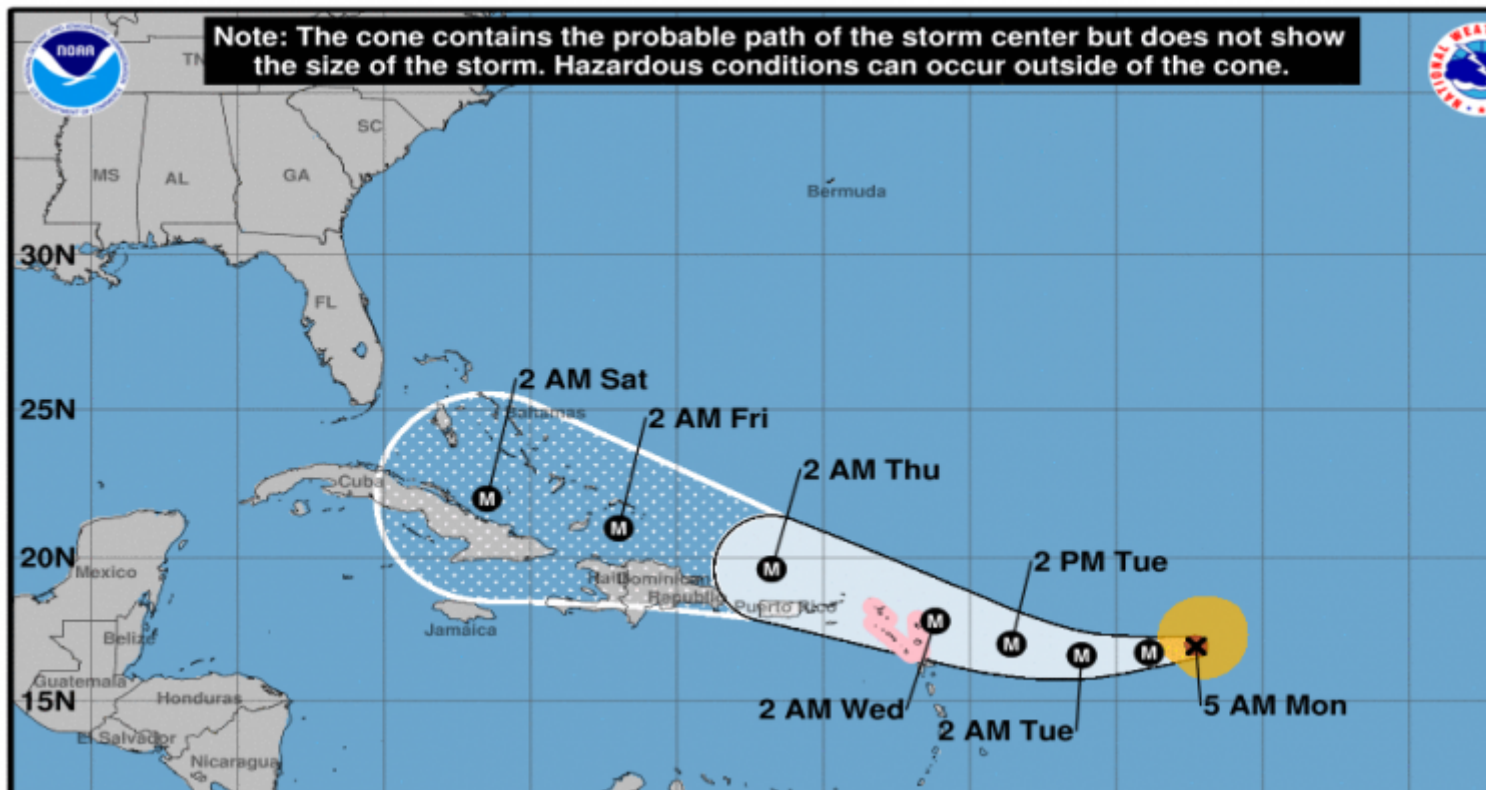 Note: The cone contains the probable path of the storm center but does not show
the size of the storm. Hazardous conditions can occur outside of the cone.
NOAA
TN
SC
MS
AL
GA
Bermuda
30N
FL
2 AM Sat
25N
Bahamas
2 AM Fri
2 AM Thu
Cuba
M
M
20N
M
2 PM Tue
Mexico
Haiti
Dominican
Republic
Puerto Rico
Jamaica
M
M
M
M
Belize
Guatemala
Honduras
15N
2 AM Wed
5 AM Mon
2 AM Tue
El Salvador
Nicaragua